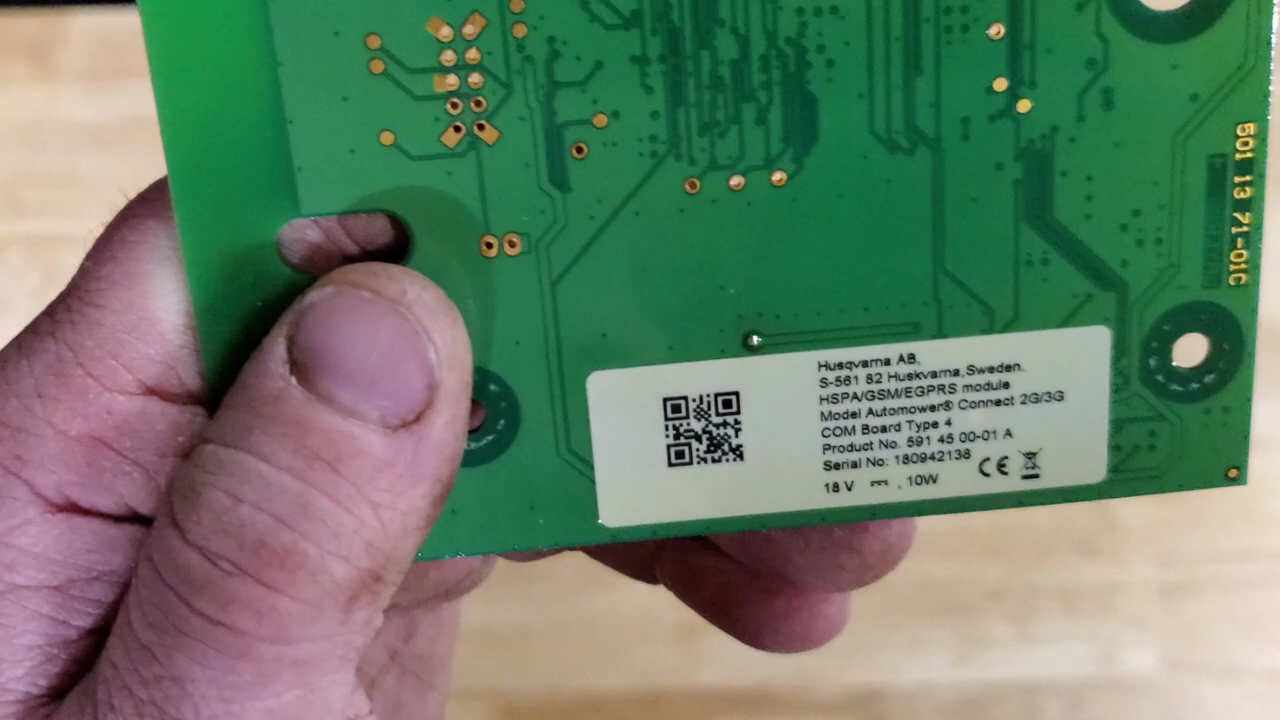 501 13 71-01C
Husqvarna AB,
S-561 82 Huskvarna,Sweden.
HSPA/GSM/EGPRS module
Model Automower® Connect 2G/3G
COM Board Type 4
Product No. 591 45 00-01 A
Serial No: 180942138
18 V ⎓ , 10W CE